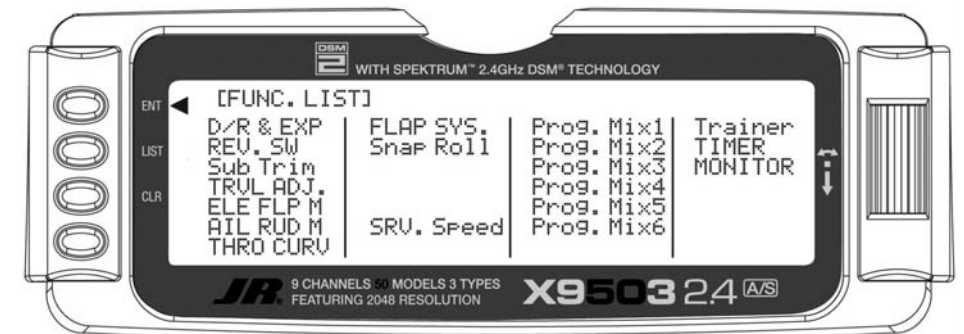 DSM
2
WITH SPEKTRUM™ 2.4GHz DSM® TECHNOLOGY
ENT
LIST
CLR
[FUNC. LIST]
D/R & EXP
REV. SW
Sub Trim
TRVL ADJ.
ELE FLP M
AIL RUD M
THRO CURV
FLAP SYS.
Snap Roll
SRV. Speed
Prog. Mix1
Prog. Mix2
Prog. Mix3
Prog. Mix4
Prog. Mix5
Prog. Mix6
Trainer
TIMER
MONITOR
JR
9 CHANNELS 50 MODELS 3 TYPES
FEATURING 2048 RESOLUTION
X9503 2.4 A/S